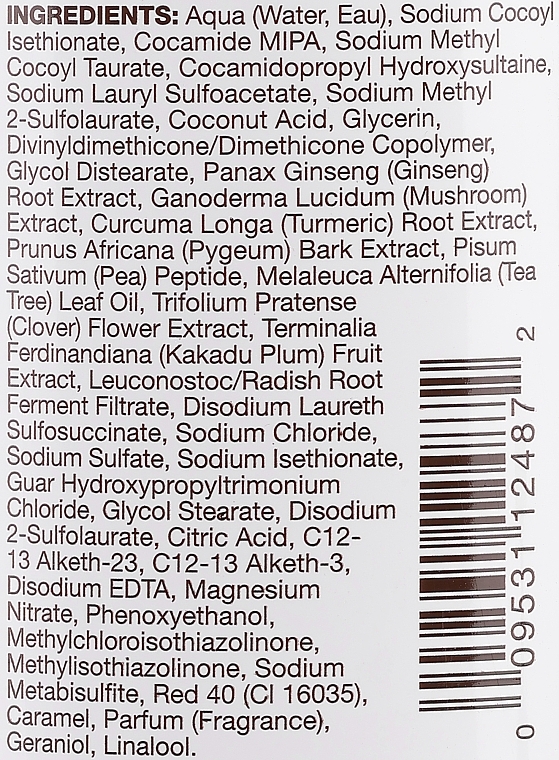 INGREDIENTS: Aqua (Water, Eau), Sodium Cocoyl
Isethionate, Cocamide MIPA, Sodium Methyl
Cocoyl Taurate, Cocamidopropyl Hydroxysultaine,
Sodium Lauryl Sulfoacetate, Sodium Methyl
2-Sulfolaurate, Coconut Acid, Glycerin,
Divinyldimethicone/Dimethicone Copolymer,
Glycol Distearate, Panax Ginseng (Ginseng)
Root Extract, Ganoderma Lucidum (Mushroom)
Extract, Curcuma Longa (Turmeric) Root Extract,
Prunus Africana (Pygeum) Bark Extract, Pisum
Sativum (Pea) Peptide, Melaleuca Alternifolia (Tea
Tree) Leaf Oil, Trifolium Pratense
(Clover) Flower Extract, Terminalia
Ferdinandiana (Kakadu Plum) Fruit
Extract, Leuconostoc/Radish Root
Ferment Filtrate, Disodium Laureth
Sulfosuccinate, Sodium Chloride,
Sodium Sulfate, Sodium Isethionate,
Guar Hydroxypropyltrimonium
Chloride, Glycol Stearate, Disodium
2-Sulfolaurate, Citric Acid, C12-
13 Alketh-23, C12-13 Alketh-3,
Disodium EDTA, Magnesium
Nitrate, Phenoxyethanol,
Methylchloroisothiazolinone,
Methylisothiazolinone, Sodium
Metabisulfite, Red 40 (CI 16035),
Caramel, Parfum (Fragrance),
Geraniol, Linalool.
0 09531 12487 2